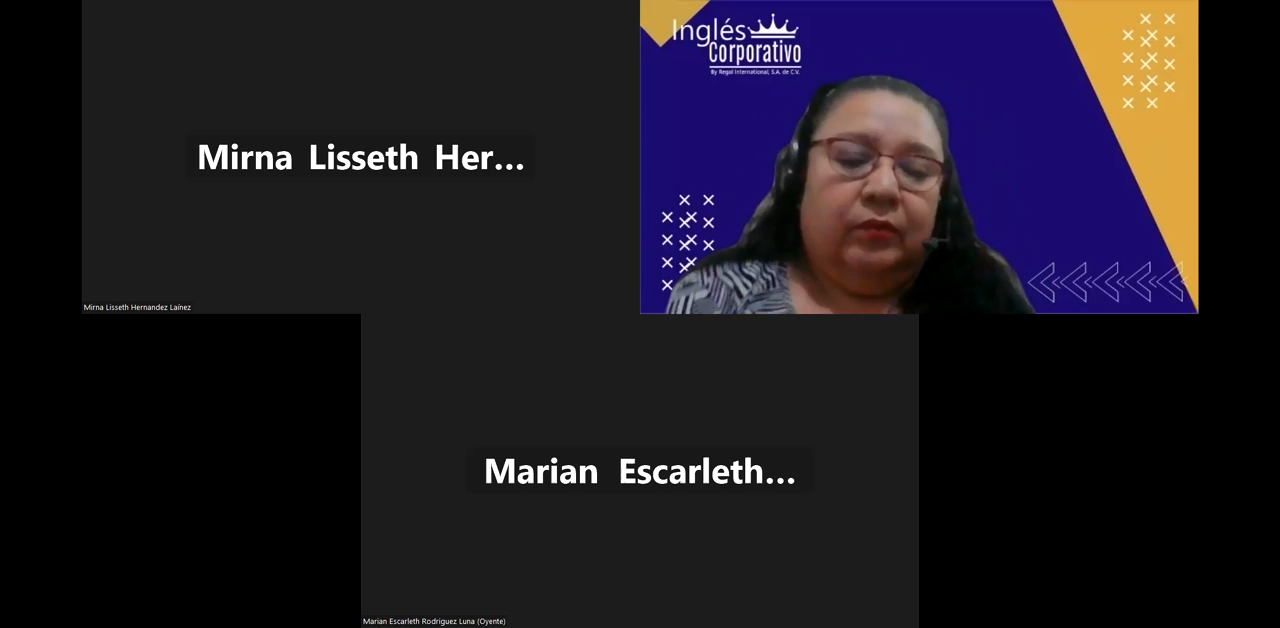 Mirna Lisseth Her...
Mirna Lisseth Hernandez Laínez
Inglés
Corporativo
By Regal International, S.A. de C.V.
Marian Escarleth...
Marian Escarleth Rodriguez Luna (Oyente)